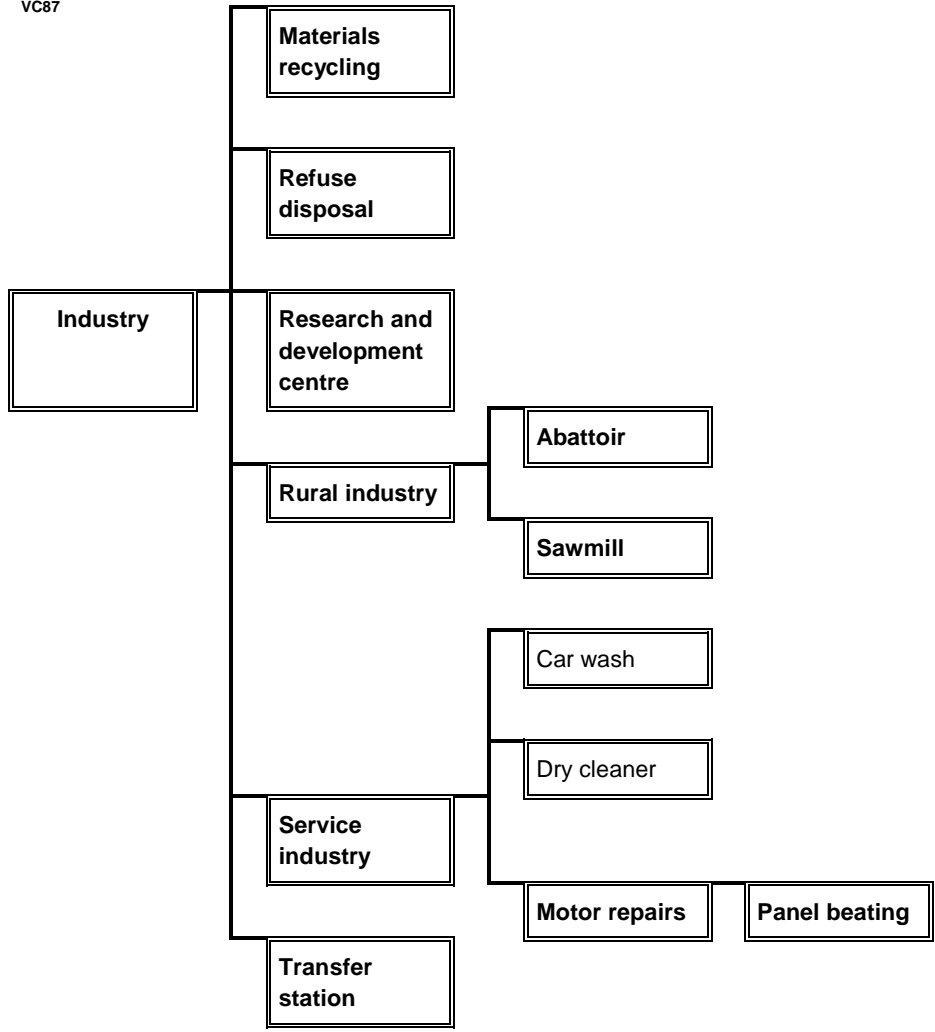 VC87
Materials
recycling
Refuse
disposal
Industry
Research and
development
centre
Abattoir
Rural industry
Sawmill
Car wash
Dry cleaner
Service
industry
Motor repairs
Panel beating
Transfer
station